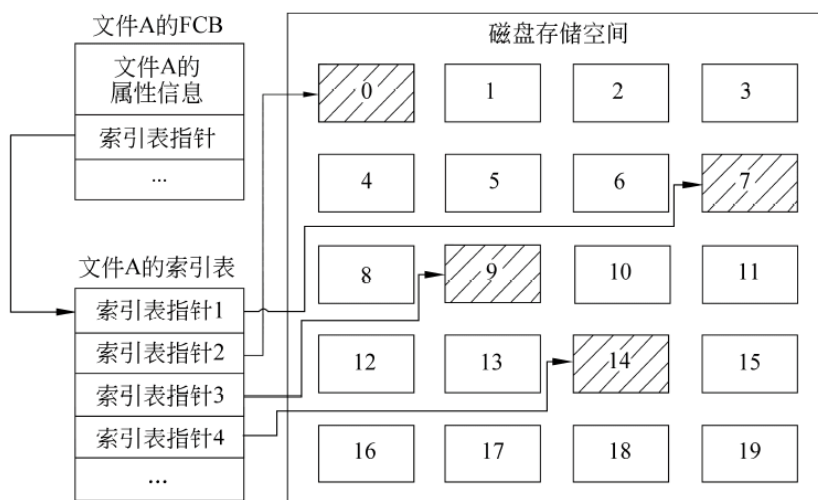 文件A的FCB
文件A的
属性信息
索引表指针
...
文件A的索引表
索引表指针1
索引表指针2
索引表指针3
索引表指针4
...
磁盘存储空间
0 1 2 3
4 5 6 7
8 9 10 11
12 13 14 15
16 17 18 19